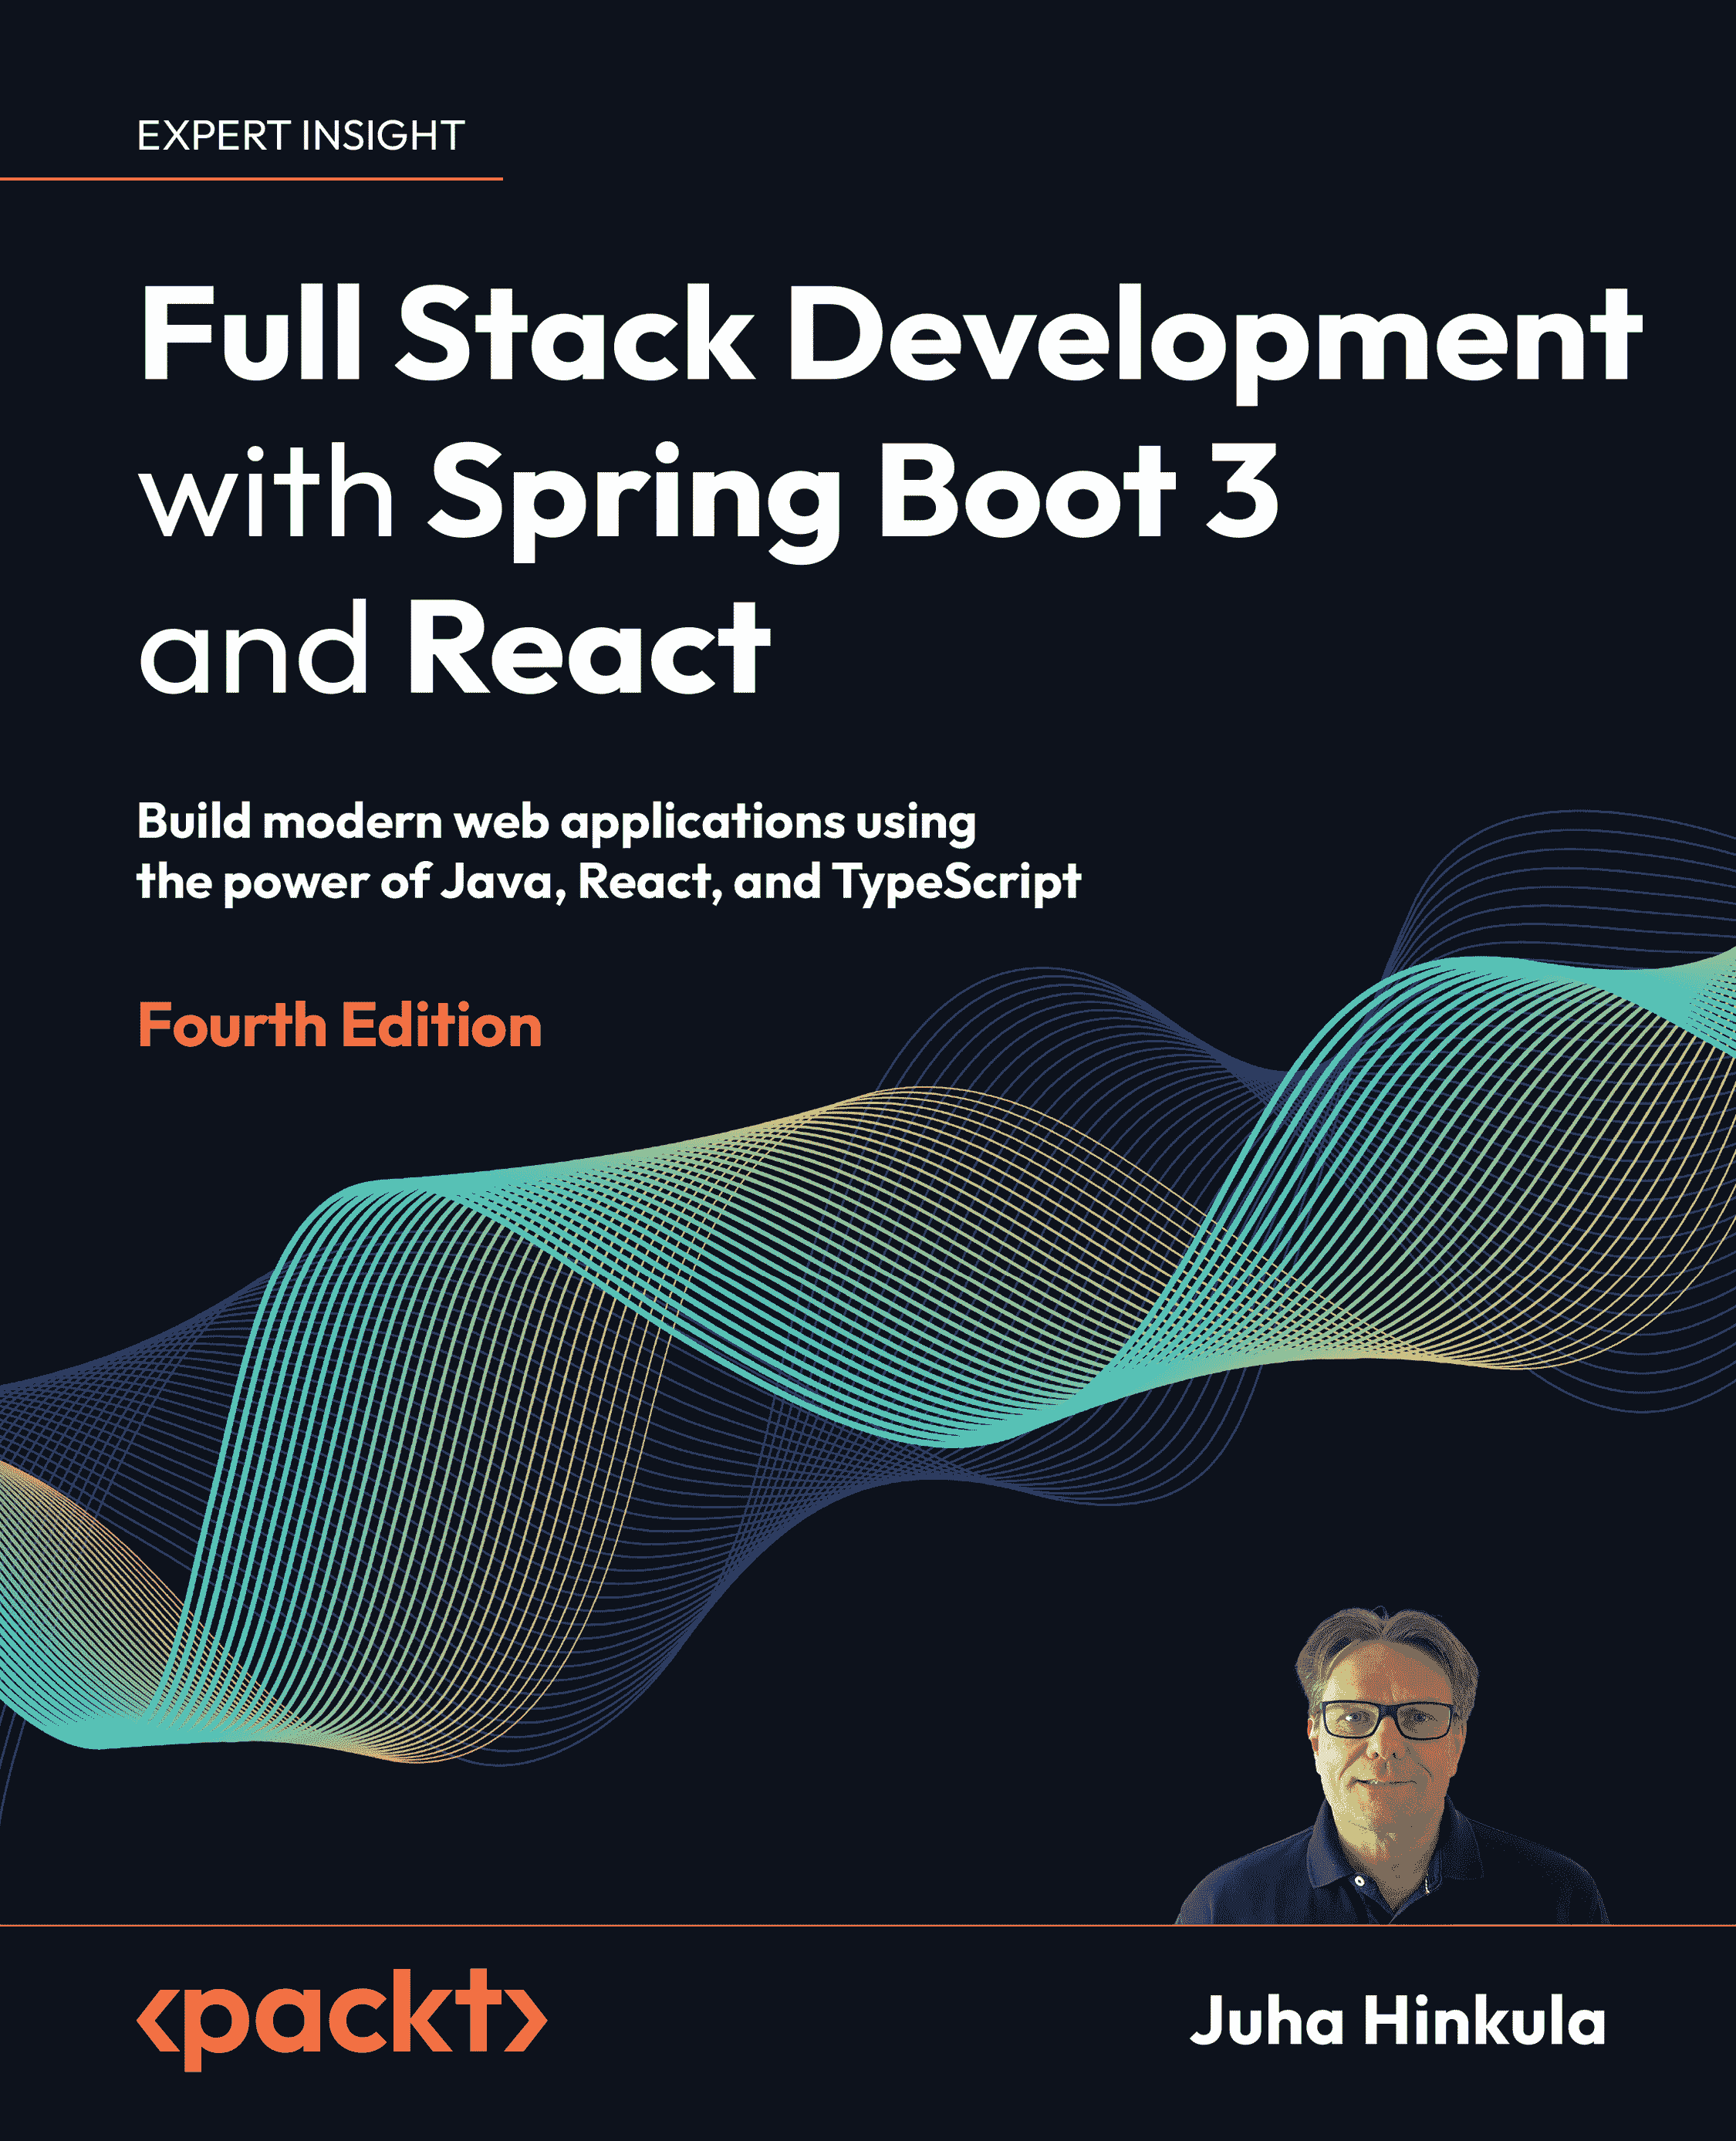 EXPERT INSIGHT
Full Stack Development
with Spring Boot 3
and React
Build modern web applications using
the power of Java, React, and TypeScript
Fourth Edition
<packt>
Juha Hinkula